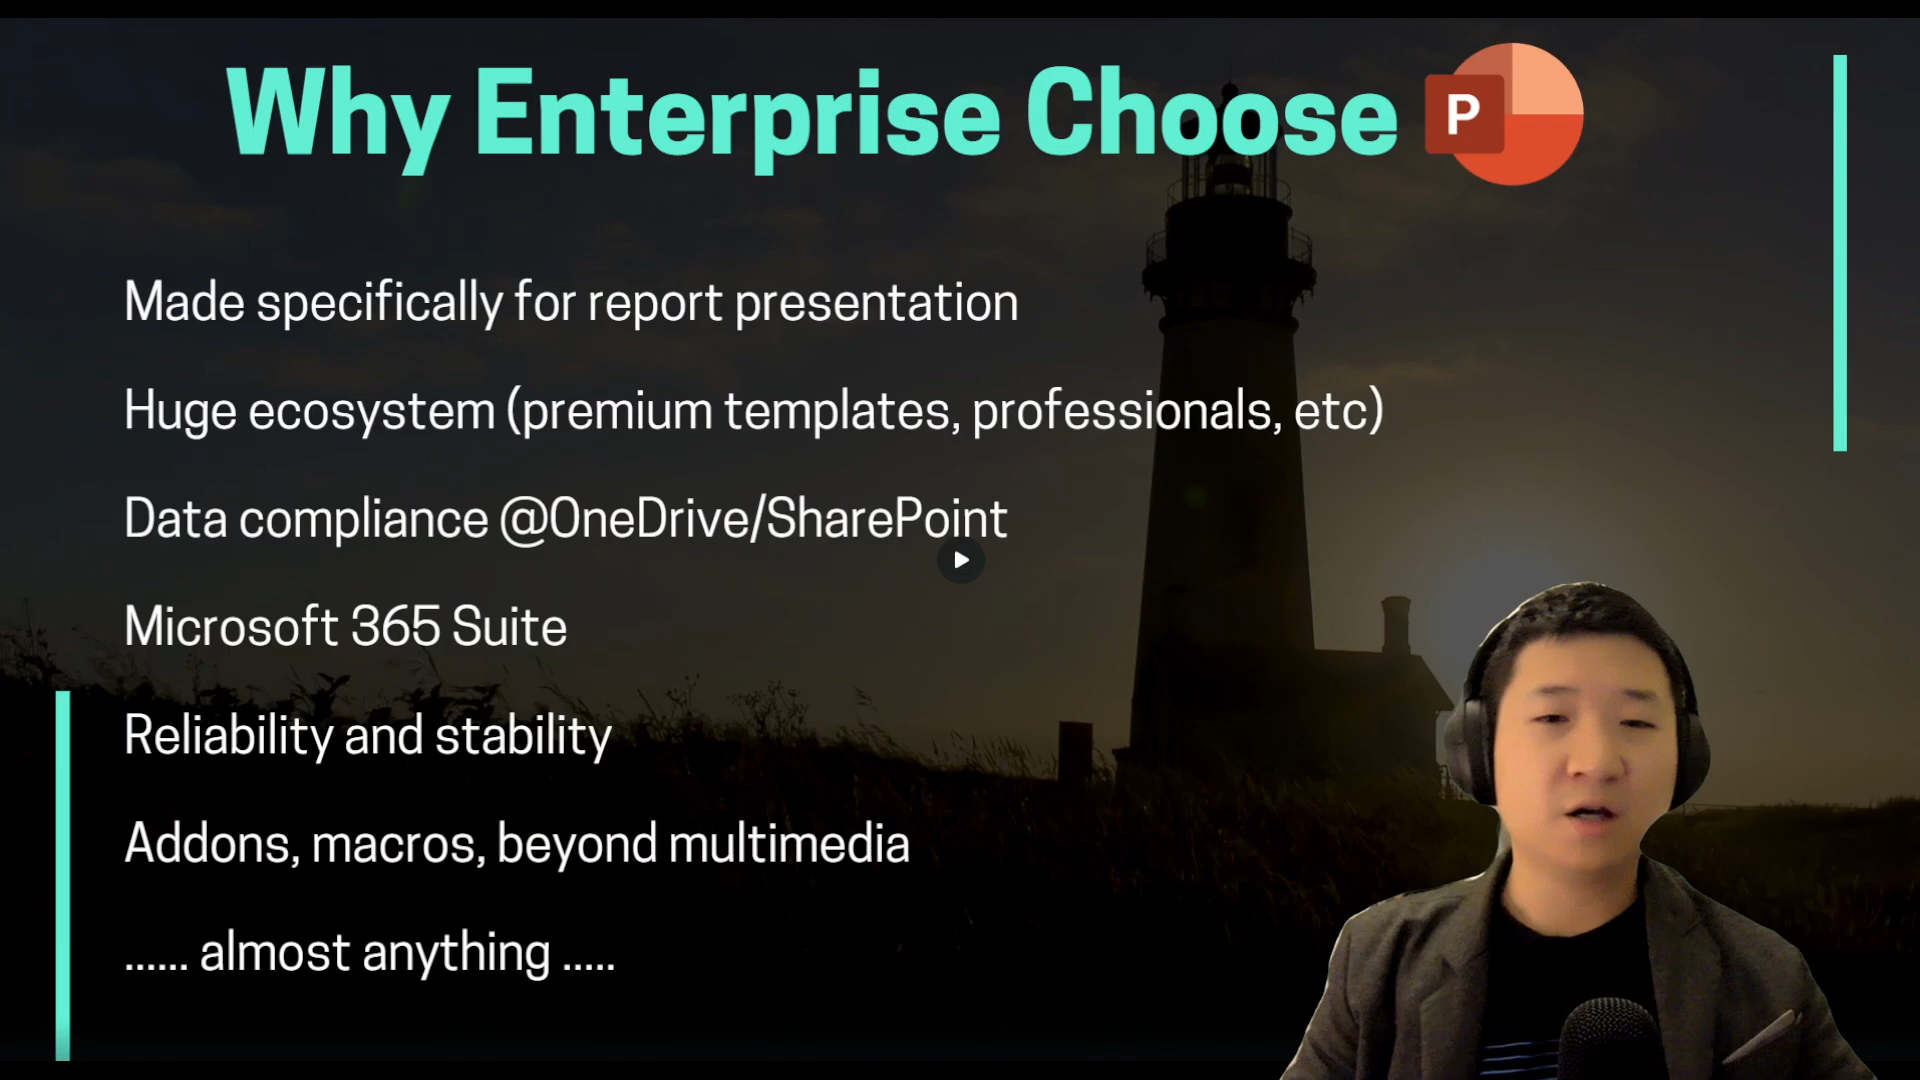 Why Enterprise Choose P
Made specifically for report presentation
Huge ecosystem (premium templates, professionals, etc)
Data compliance @OneDrive/SharePoint
Microsoft 365 Suite
Reliability and stability
Addons, macros, beyond multimedia
...... almost anything .....